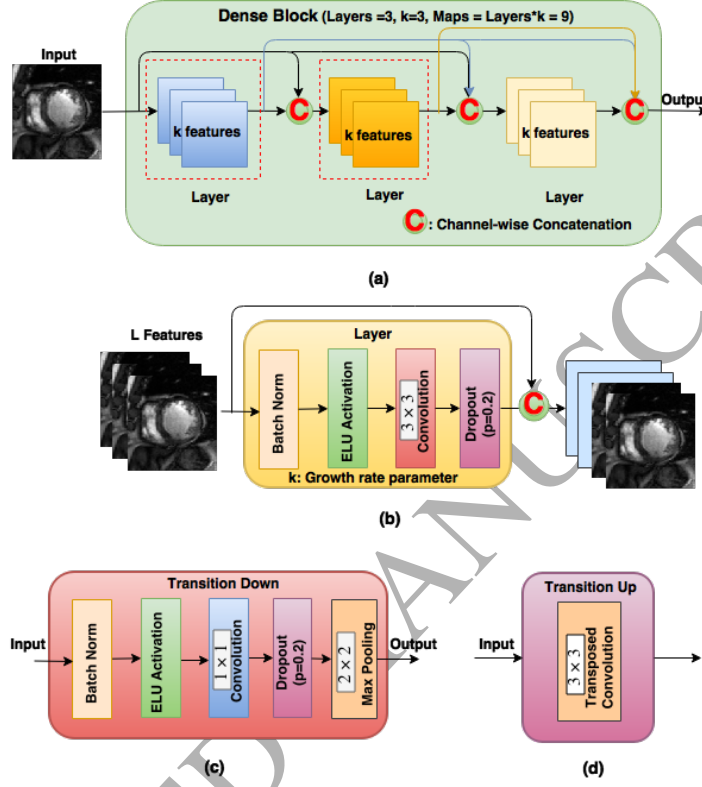 Dense Block (Layers =3, k=3, Maps = Layers*k = 9)
Input
C
C
C
Output
k features
k features
k features
Layer
Layer
Layer
C : Channel-wise Concatenation
(a)
L Features
Layer
Batch Norm
ELU Activation
3 × 3
Convolution
Dropout
(p=0.2)
C
k: Growth rate parameter
(b)
Transition Down
Input
Batch Norm
ELU Activation
1 × 1
Convolution
Dropout
(p=0.2)
2 × 2
Max Pooling
Output
(c)
Transition Up
Input
3 × 3
Transposed
Convolution
(d)